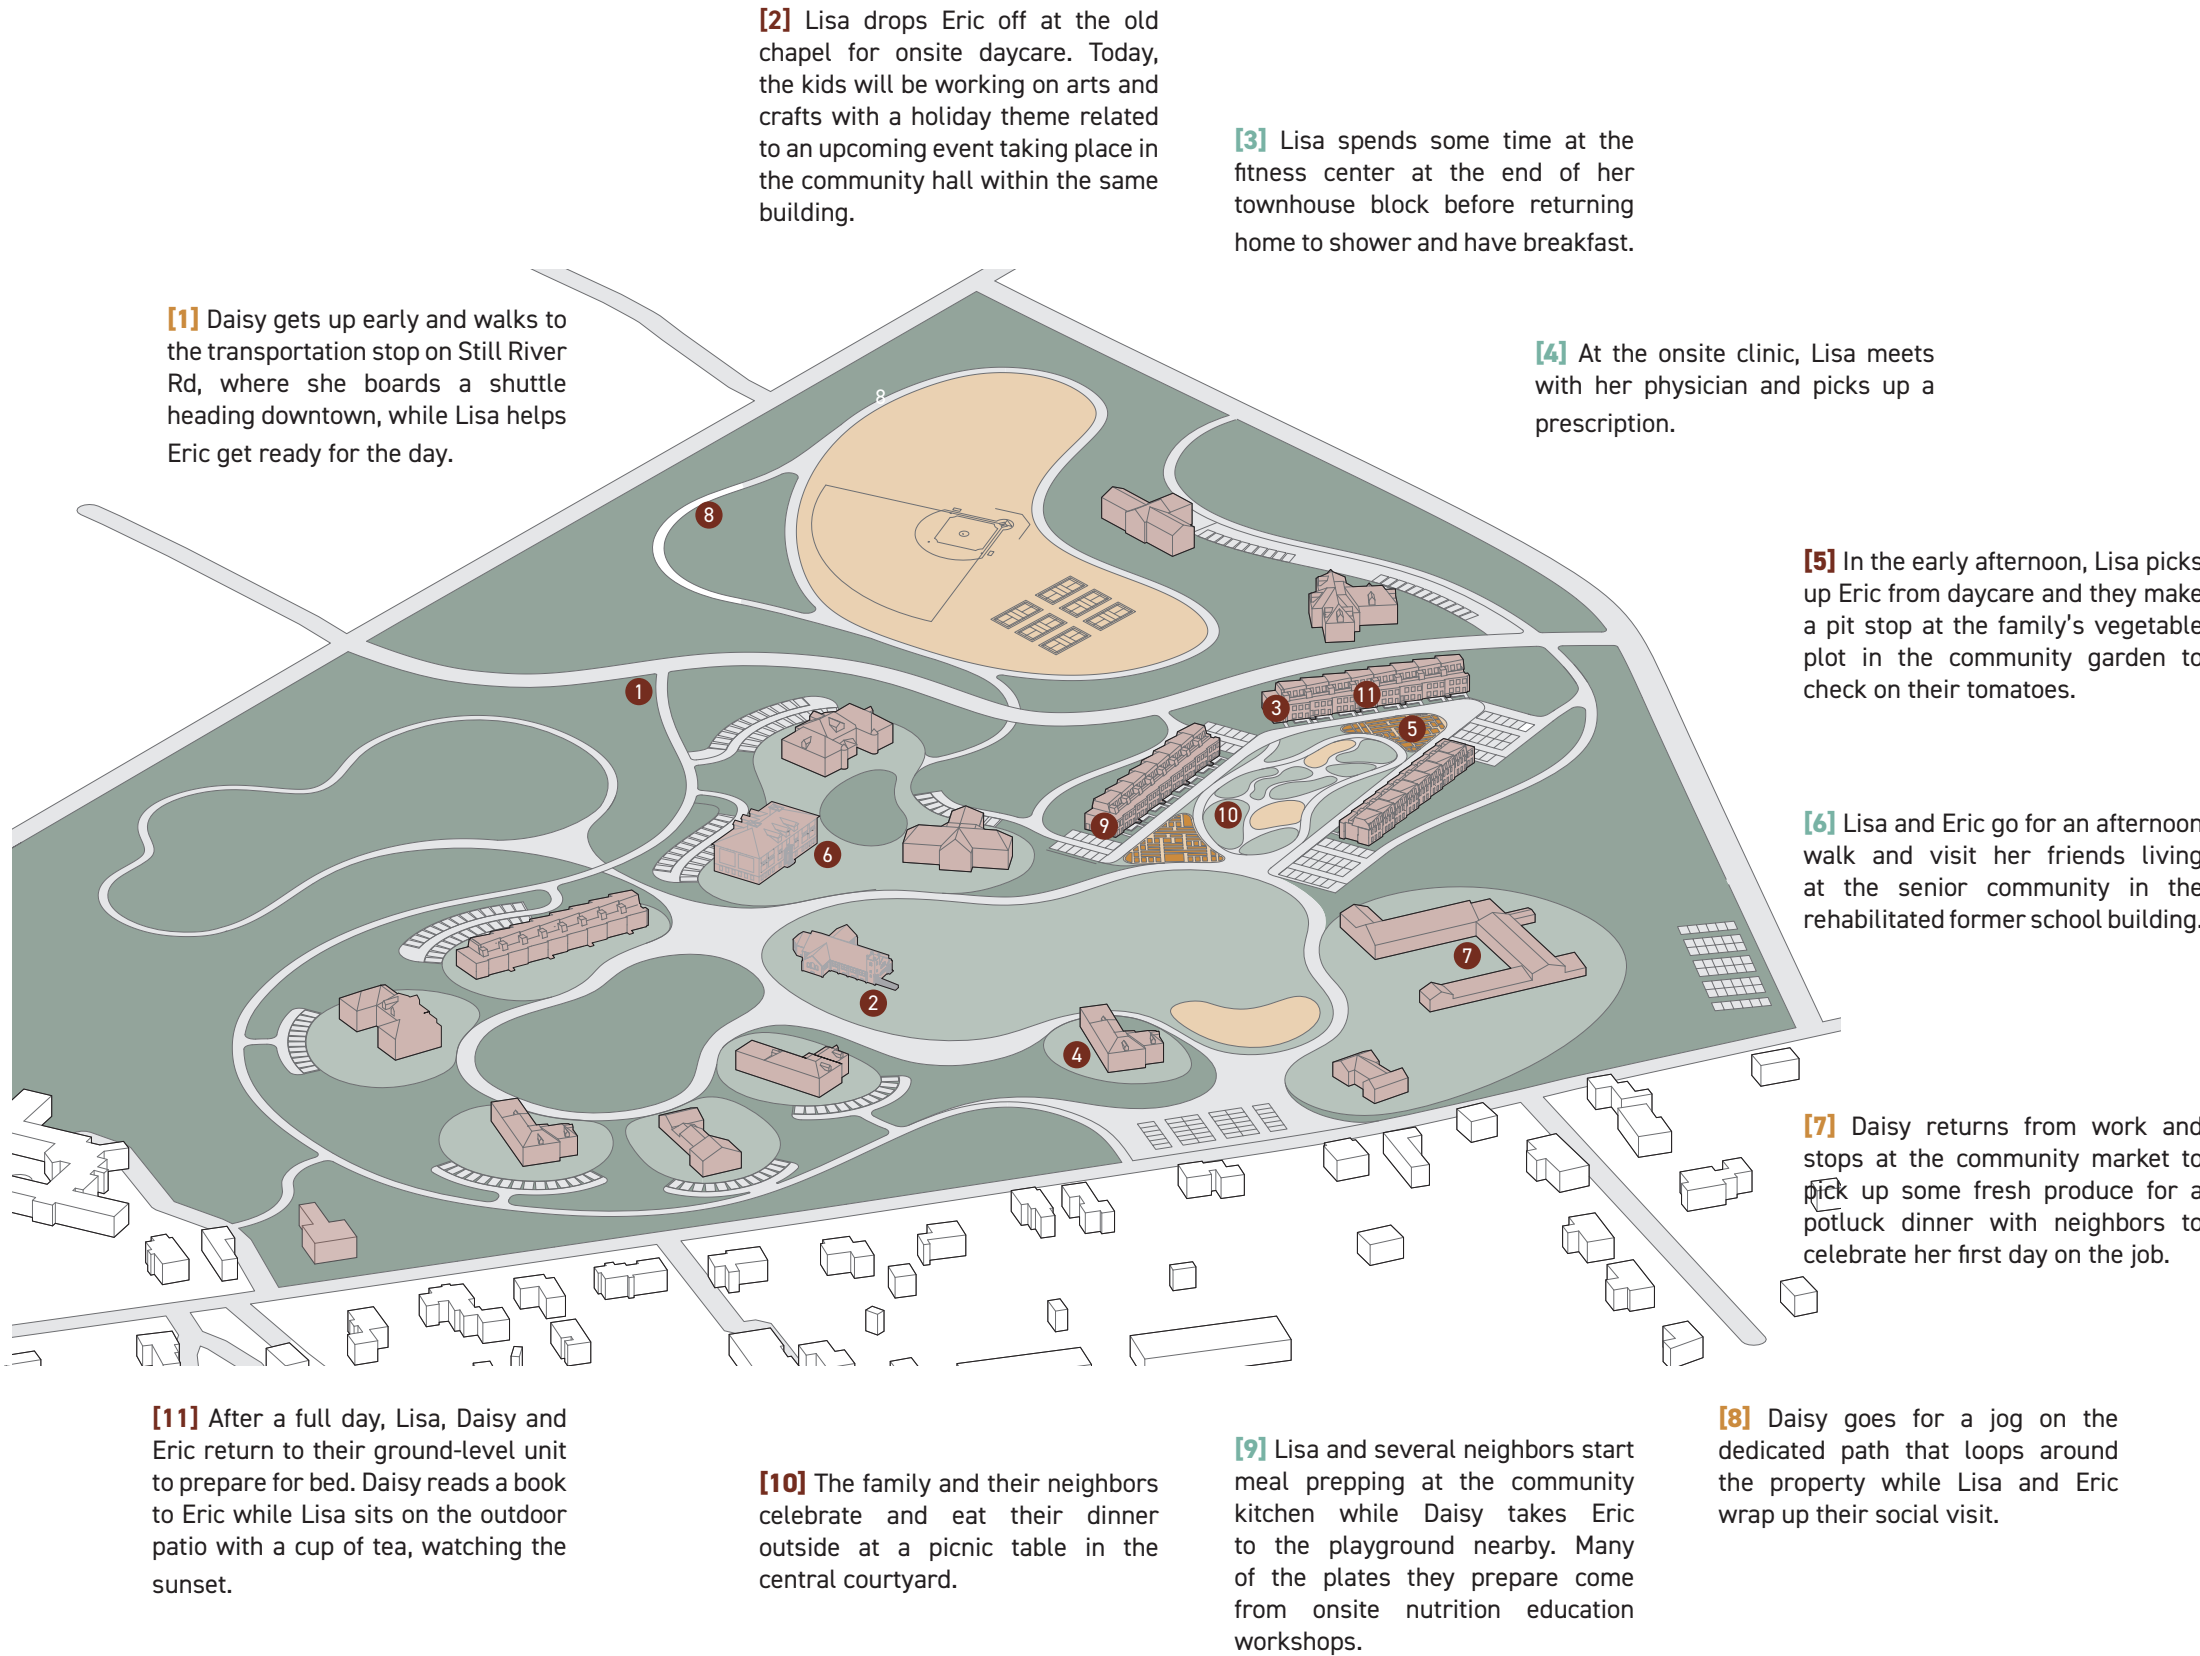 [2] Lisa drops Eric off at the old
chapel for onsite daycare. Today,
the kids will be working on arts and
crafts with a holiday theme related
to an upcoming event taking place in
the community hall within the same
building.
[3] Lisa spends some time at the
fitness center at the end of her
townhouse block before returning
home to shower and have breakfast.
[1] Daisy gets up early and walks to
the transportation stop on Still River
Rd, where she boards a shuttle
heading downtown, while Lisa helps
Eric get ready for the day.
[4] At the onsite clinic, Lisa meets
with her physician and picks up a
prescription.
[5] In the early afternoon, Lisa picks
up Eric from daycare and they make
a pit stop at the family's vegetable
plot in the community garden to
check on their tomatoes.
[6] Lisa and Eric go for an afternoon
walk and visit her friends living
at the senior community in the
rehabilitated former school building.
[7] Daisy returns from work and
stops at the community market to
pick up some fresh produce for a
potluck dinner with neighbors to
celebrate her first day on the job.
8
8
1
3
11
5
9
10
6
7
2
4
[11] After a full day, Lisa, Daisy and
Eric return to their ground-level unit
to prepare for bed. Daisy reads a book
to Eric while Lisa sits on the outdoor
patio with a cup of tea, watching the
sunset.
[10] The family and their neighbors
celebrate and eat their dinner
outside at a picnic table in the
central courtyard.
[9] Lisa and several neighbors start
meal prepping at the community
kitchen while Daisy takes Eric
to the playground nearby. Many
of the plates they prepare come
from onsite nutrition education
workshops.
[8] Daisy goes for a jog on the
dedicated path that loops around
the property while Lisa and Eric
wrap up their social visit.